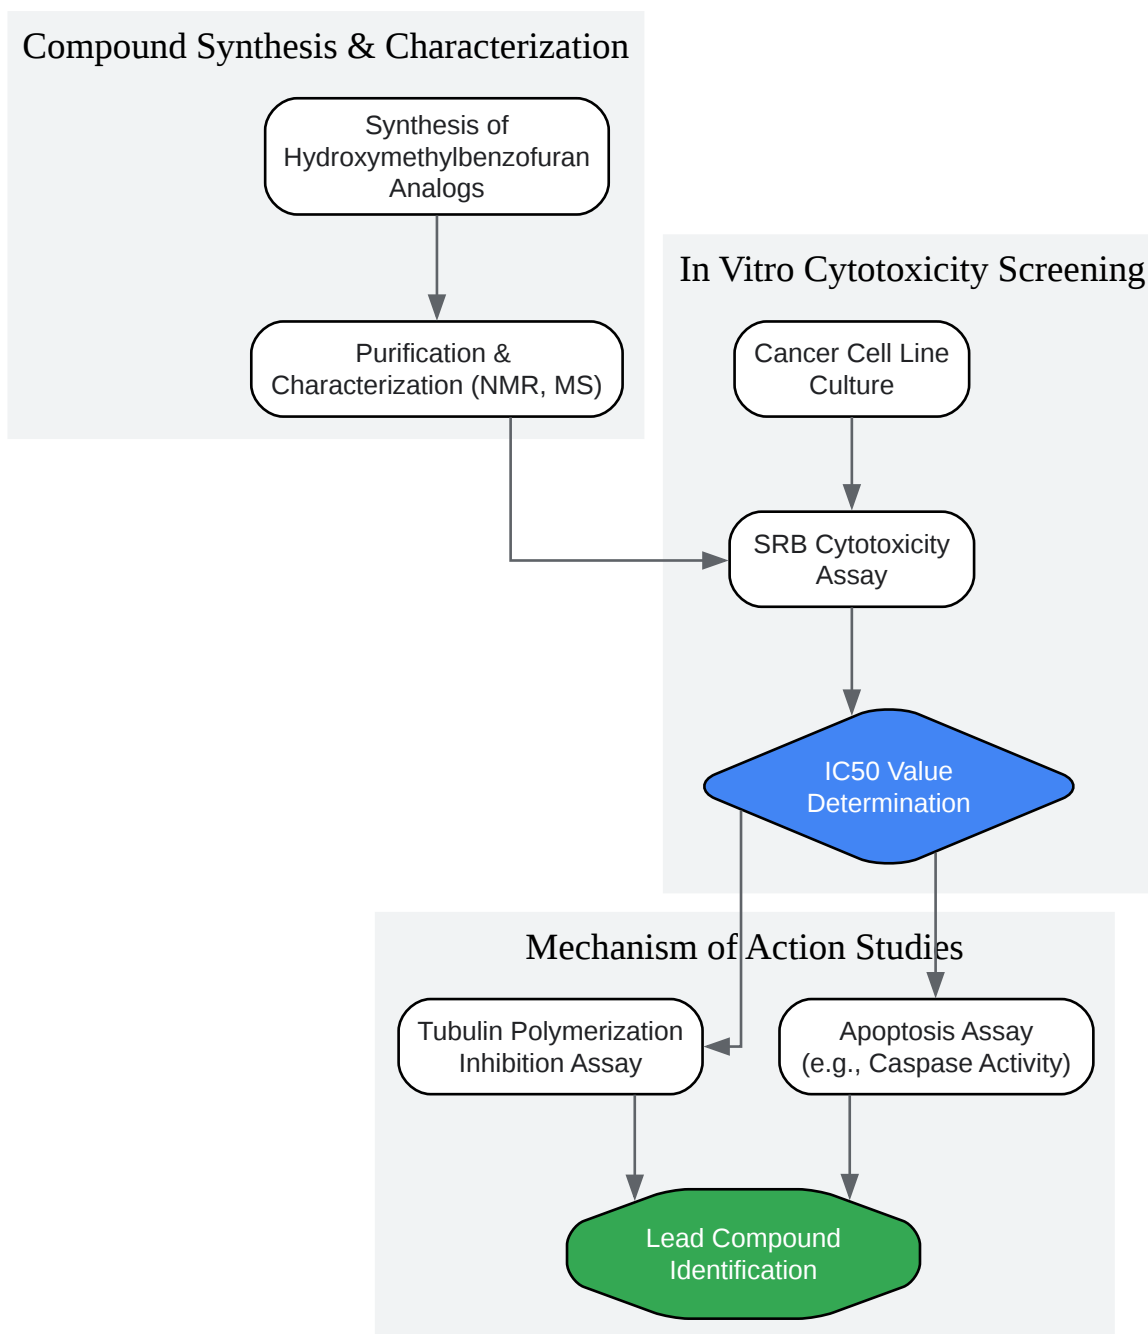 Compound Synthesis & Characterization
Synthesis of
Hydroxymethylbenzofuran
Analogs
Purification &
Characterization (NMR, MS)
In Vitro Cytotoxicity Screening
Cancer Cell Line
Culture
SRB Cytotoxicity
Assay
IC50 Value
Determination
Mechanism of Action Studies
Tubulin Polymerization
Inhibition Assay
Apoptosis Assay
(e.g., Caspase Activity)
Lead Compound
Identification